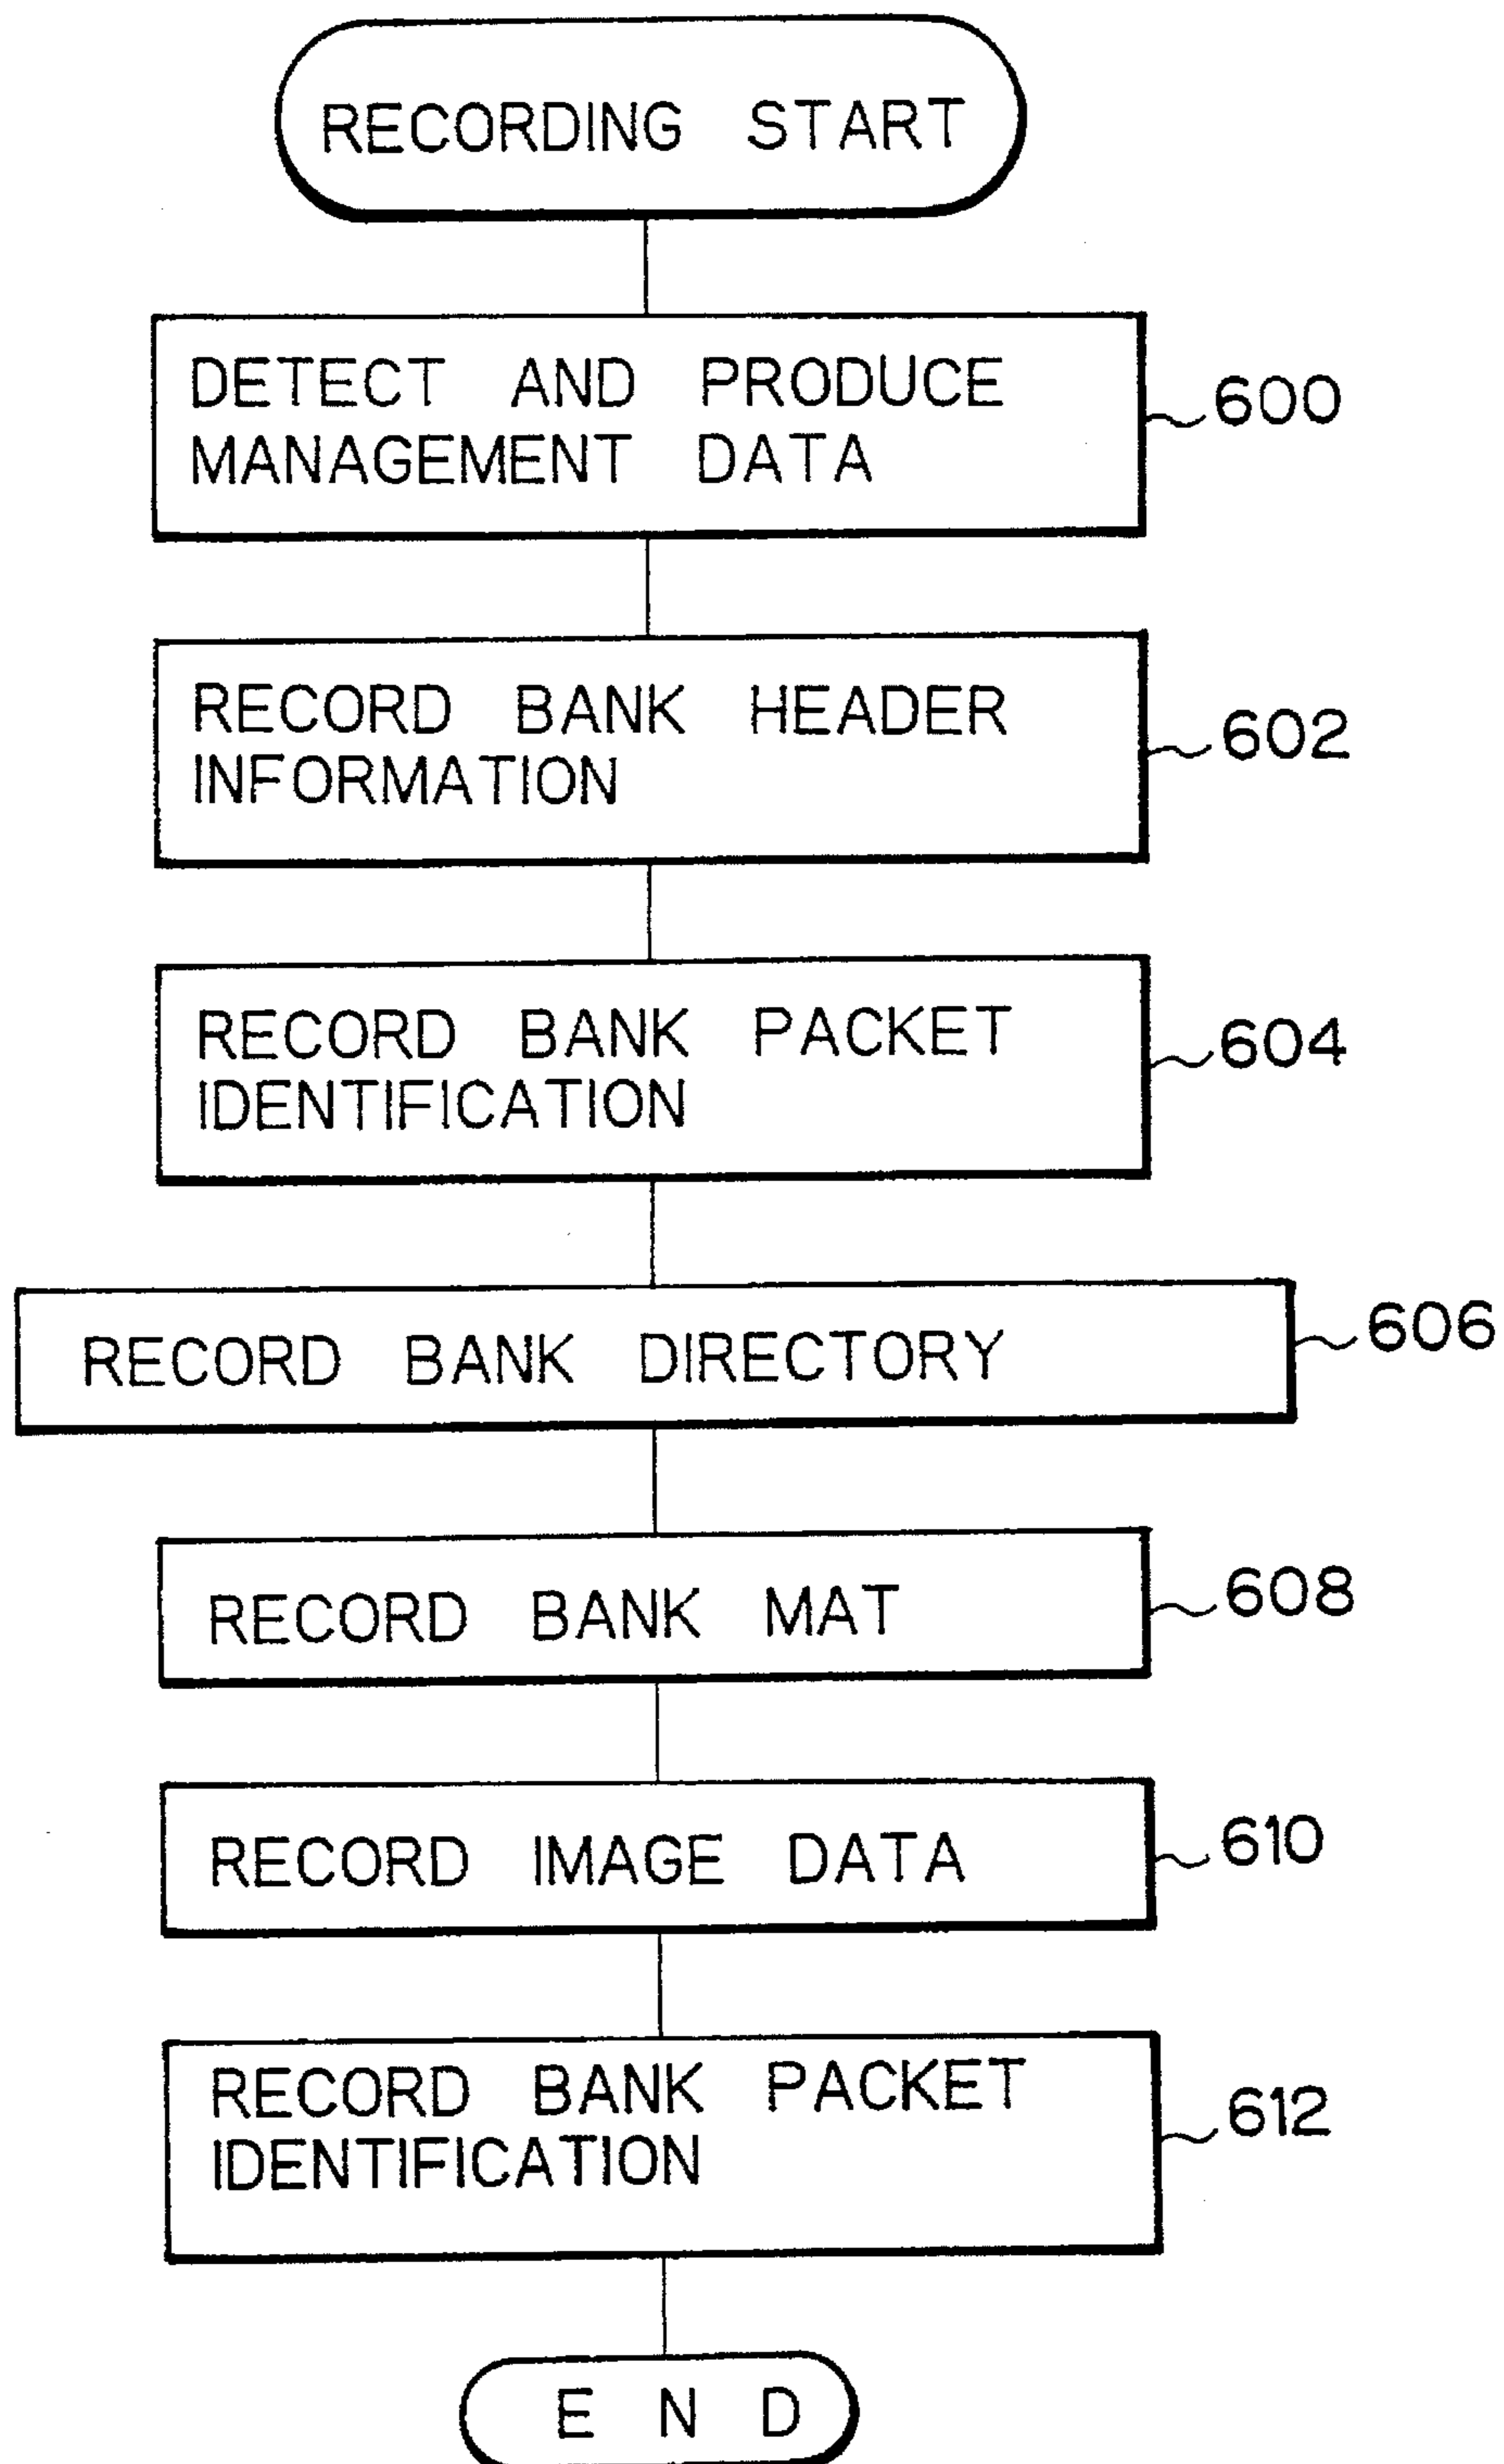 RECORDING START
DETECT AND PRODUCE
MANAGEMENT DATA
600
RECORD BANK HEADER
INFORMATION
602
RECORD BANK PACKET
IDENTIFICATION
604
RECORD BANK DIRECTORY
606
RECORD BANK MAT
608
RECORD IMAGE DATA
610
RECORD BANK PACKET
IDENTIFICATION
612
END